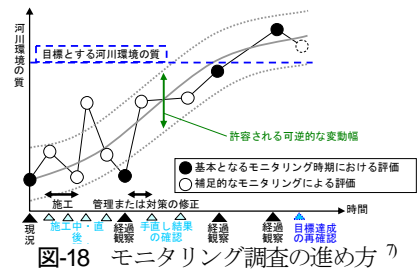 河川環境の質
目標とする河川環境の質
許容される可逆的な変動幅
●基本となるモニタリング時期における評価
○補足的なモニタリングによる評価
施工
管理または対策の修正
時間
現況
施工中・直後
経過観察
手直し結果の確認
経過観察
経過観察
目標達成の再確認
図-18 モニタリング調査の進め方 7)